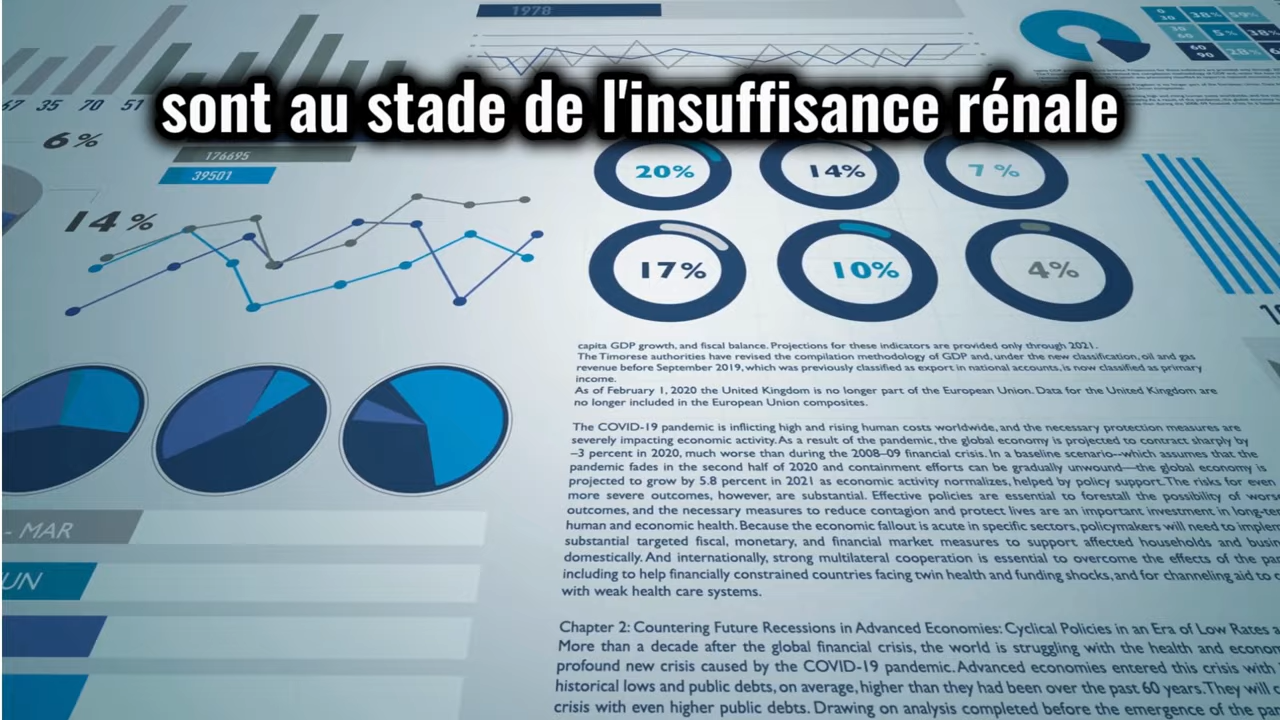 1978
38% 59%
5% 38%
28%
67 35 70 51
sont au stade de l'insuffisance rénale
6%
176695
39501
14%
20% 14% 7%
17% 10% 4%
capita GDP growth, and fiscal balance. Projections for these indicators are provided only through 2021.
The Timorese authorities have revised the compilation methodology of GDP and, under the new classification, oil and gas
revenue before September 2019, which was previously classified as export in national accounts, is now classified as primary
income.
As of February 1, 2020 the United Kingdom is no longer part of the European Union. Data for the United Kingdom are
no longer included in the European Union composites.
The COVID-19 pandemic is inflicting high and rising human costs worldwide, and the necessary protection measures are
severely impacting economic activity. As a result of the pandemic, the global economy is projected to contract sharply by
–3 percent in 2020, much worse than during the 2008–09 financial crisis. In a baseline scenario--which assumes that the
pandemic fades in the second half of 2020 and containment efforts can be gradually unwound—the global economy is
projected to grow by 5.8 percent in 2021 as economic activity normalizes, helped by policy support. The risks for even
more severe outcomes, however, are substantial. Effective policies are essential to forestall the possibility of wors
outcomes, and the necessary measures to reduce contagion and protect lives are an important investment in long-ter
human and economic health. Because the economic fallout is acute in specific sectors, policymakers will need to implem
substantial targeted fiscal, monetary, and financial market measures to support affected households and busin
domestically. And internationally, strong multilateral cooperation is essential to overcome the effects of the pa
including to help financially constrained countries facing twin health and funding shocks, and for channeling aid to c
with weak health care systems.
- MAR
UN
Chapter 2: Countering Future Recessions in Advanced Economies: Cyclical Policies in an Era of Low Rates a
More than a decade after the global financial crisis, the world is struggling with the health and econom
profound new crisis caused by the COVID-19 pandemic. Advanced economies entered this crisis with
historical lows and public debts, on average, higher than they had been over the past 60 years. They will
crisis with even higher public debts. Drawing on analysis completed before the emergence of the pan